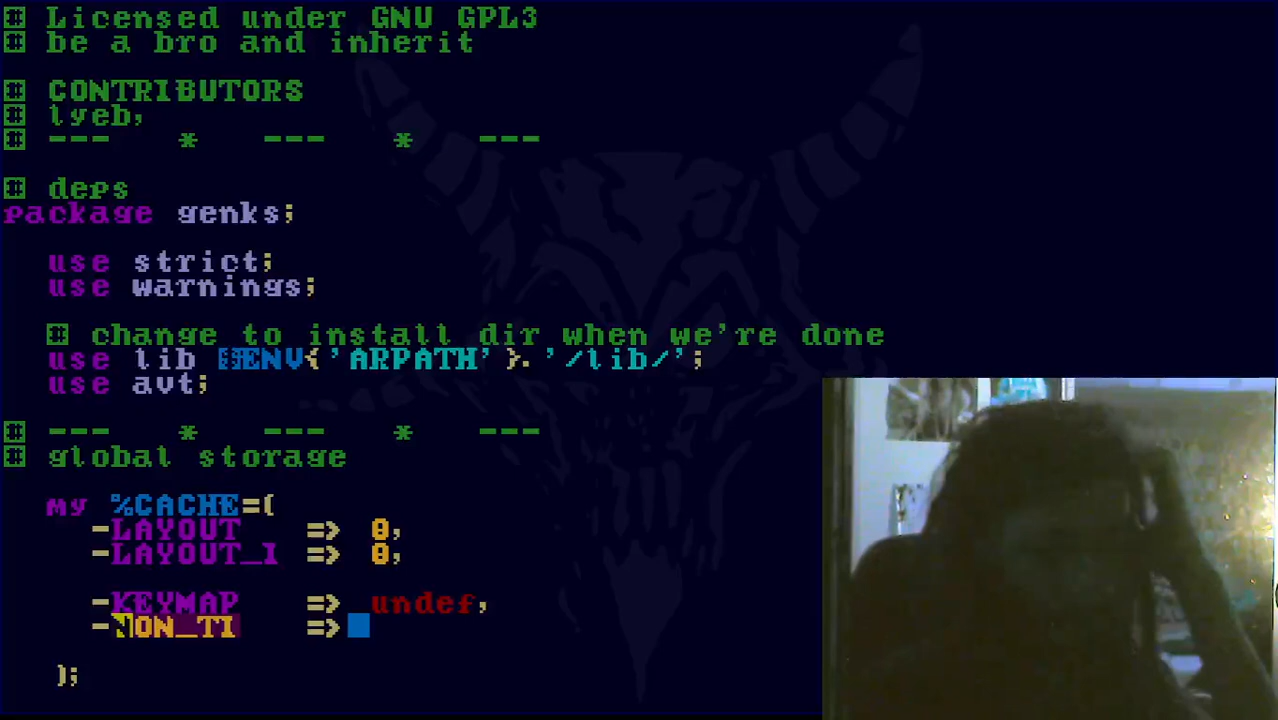 # Licensed under GNU GPL3
# be a bro and inherit
# CONTRIBUTORS
# lyeb,
# --- * --- * ---
# deps
package genks;
use strict;
use warnings;
# change to install dir when we're done
use lib $ENV{'ARPATH'}.'/lib/';
use avt;
# --- * --- * ---
# global storage
my %CACHE=(
-LAYOUT => 0,
-LAYOUT_1 => 0,
-KEYMAP => undef,
-NON_TI =>
);